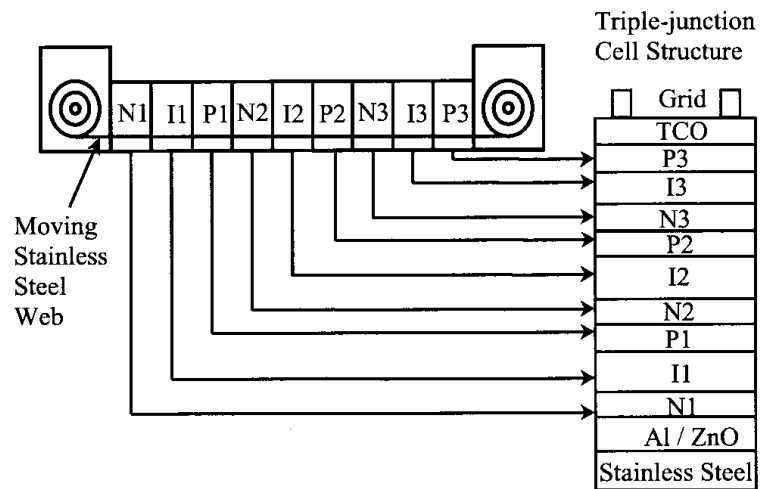 Triple-junction
Cell Structure
N1 I1 P1 N2 I2 P2 N3 I3 P3
Moving
Stainless
Steel
Web
Grid
TCO
P3
I3
N3
P2
I2
N2
P1
I1
N1
Al / ZnO
Stainless Steel